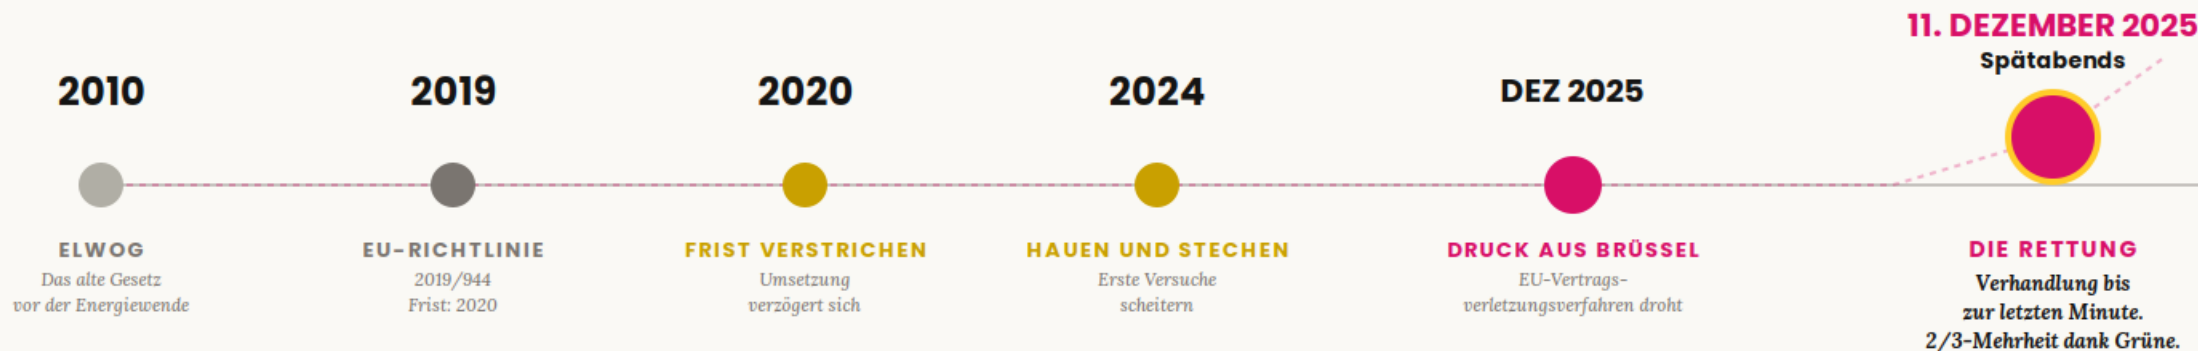 2010
ELWOG
Das alte Gesetz
vor der Energiewende
2019
EU-RICHTLINIE
2019/944
Frist: 2020
2020
FRIST VERSTRICHEN
Umsetzung
verzögert sich
2024
HAUEN UND STECHEN
Erste Versuche
scheitern
DEZ 2025
DRUCK AUS BRÜSSEL
EU-Vertrags-
verletzungsverfahren droht
11. DEZEMBER 2025
Spätabends
DIE RETTUNG
Verhandlung bis
zur letzten Minute.
2/3-Mehrheit dank Grüne.